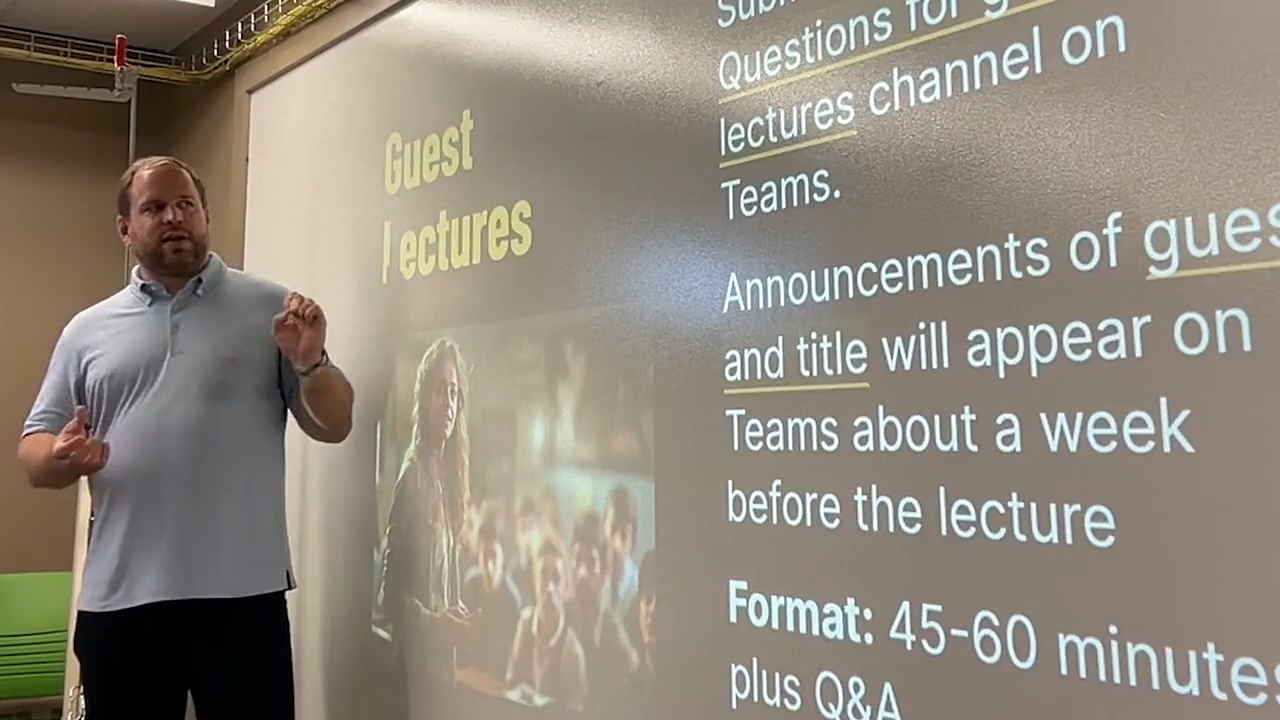 Guest
Lectures
Questions for
lectures channel on
Teams.
Announcements of
and title will appear on
Teams about a week
before the lecture
Format: 45-60 minutes
plus Q&A